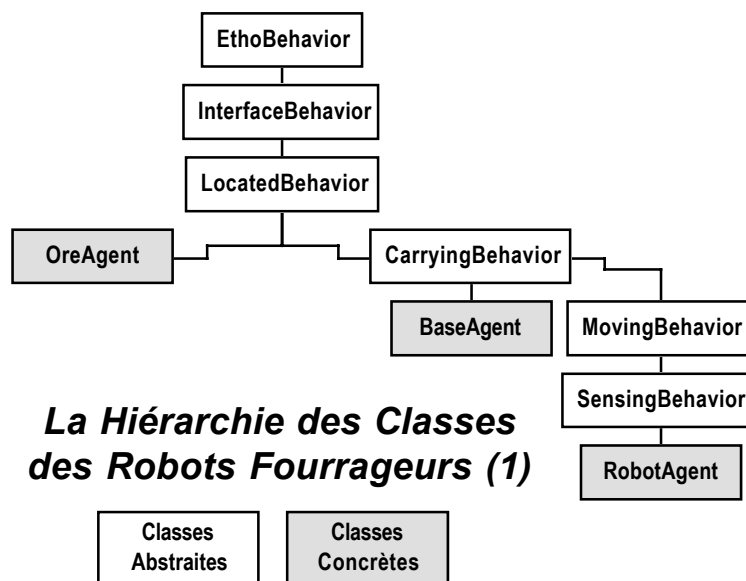 EthoBehavior
InterfaceBehavior
LocatedBehavior
OreAgent
CarryingBehavior
BaseAgent
MovingBehavior
SensingBehavior
RobotAgent
La Hiérarchie des Classes
des Robots Fourrageurs (1)
Classes
Abstraites
Classes
Concrètes